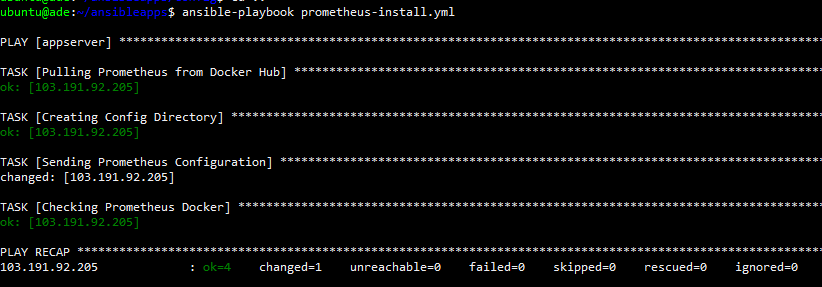 ubuntu@ade:~/ansibleapps$ ansible-playbook prometheus-install.yml
PLAY [appserver] ****************************************************************************************************
TASK [Pulling Prometheus from Docker Hub] ***************************************************************************
ok: [103.191.92.205]
TASK [Creating Config Directory] ************************************************************************************
ok: [103.191.92.205]
TASK [Sending Prometheus Configuration] *****************************************************************************
changed: [103.191.92.205]
TASK [Checking Prometheus Docker] ***********************************************************************************
ok: [103.191.92.205]
PLAY RECAP **********************************************************************************************************
103.191.92.205 : ok=4 changed=1 unreachable=0 failed=0 skipped=0 rescued=0 ignored=0